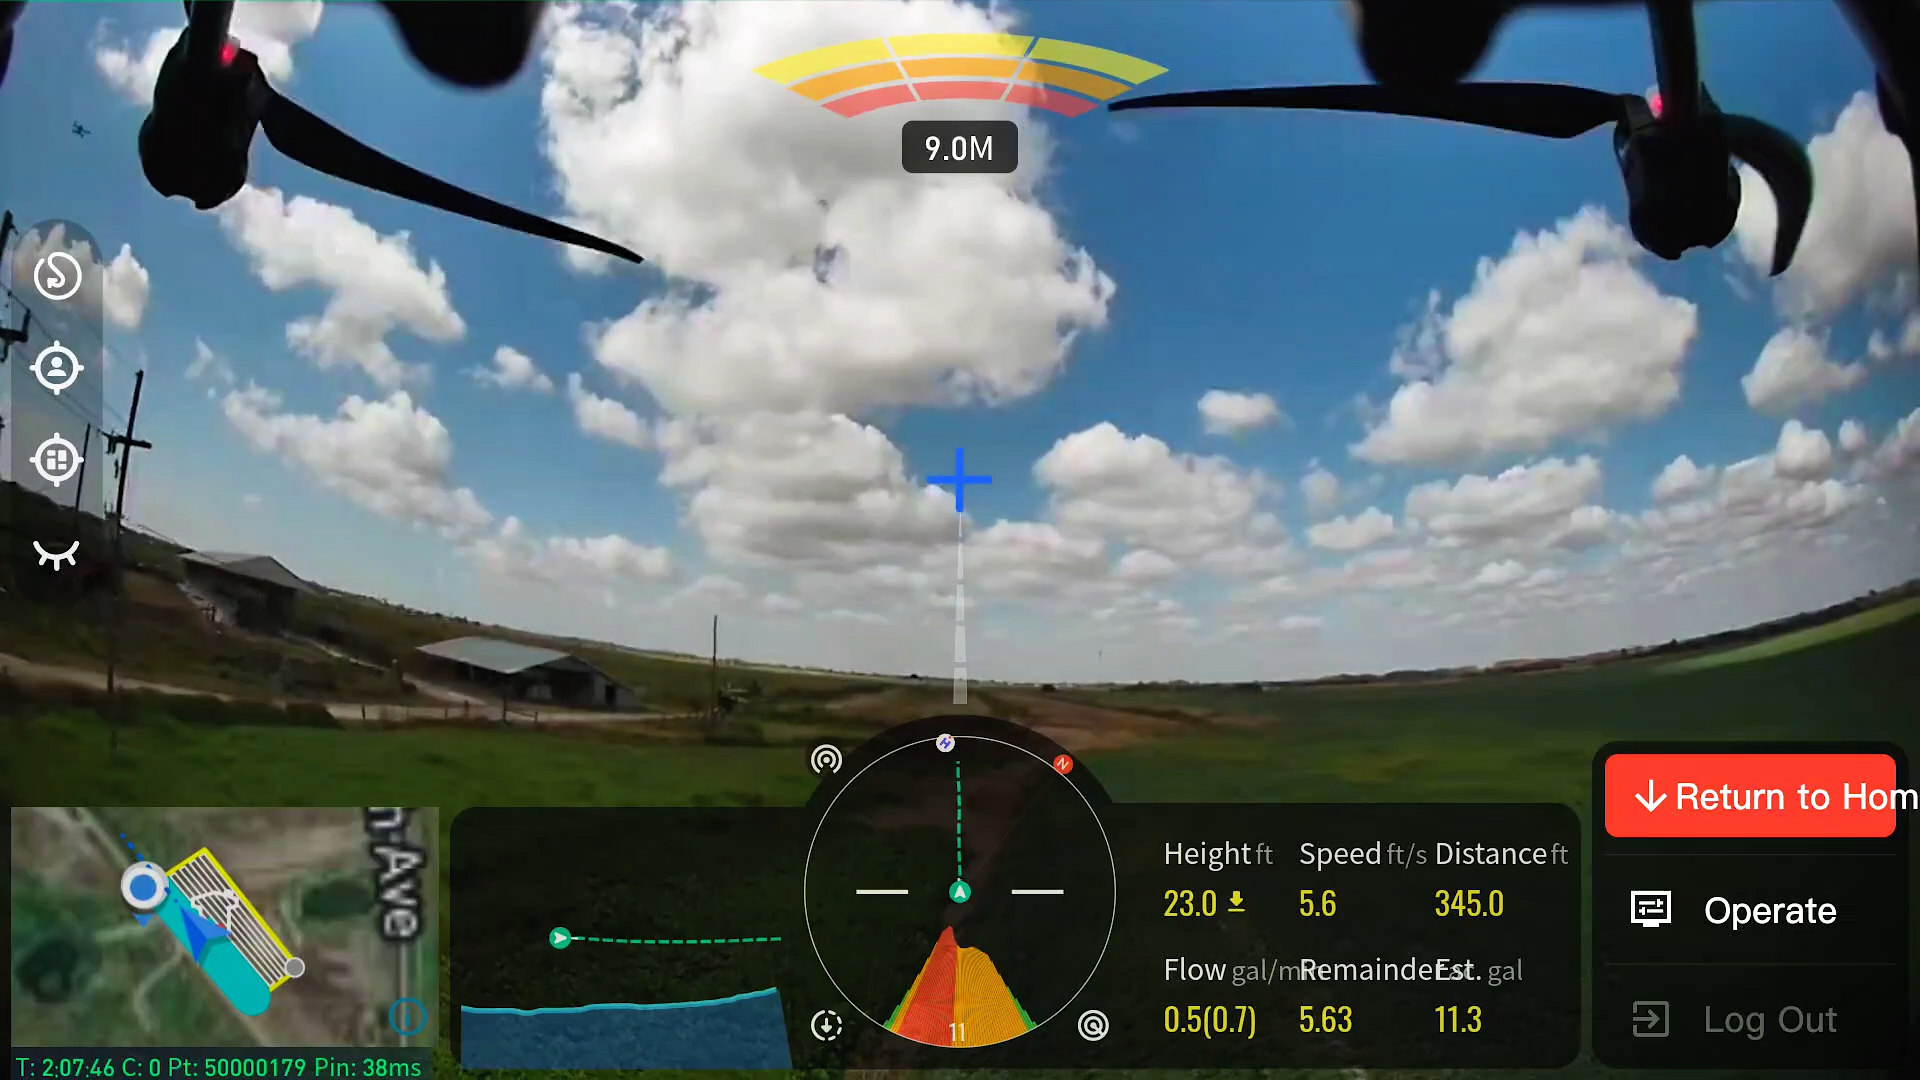 9.0M
H
N
Return to Hom
Height ft Speed ft/s Distance ft
23.0 5.6 345.0
Operate
Flow gal/m Remainder Est. gal
0.5(0.7) 5.63 11.3
11
Log Out
n Ave
T: 2:07:46 C: 0 Pt: 50000179 Pin: 38ms